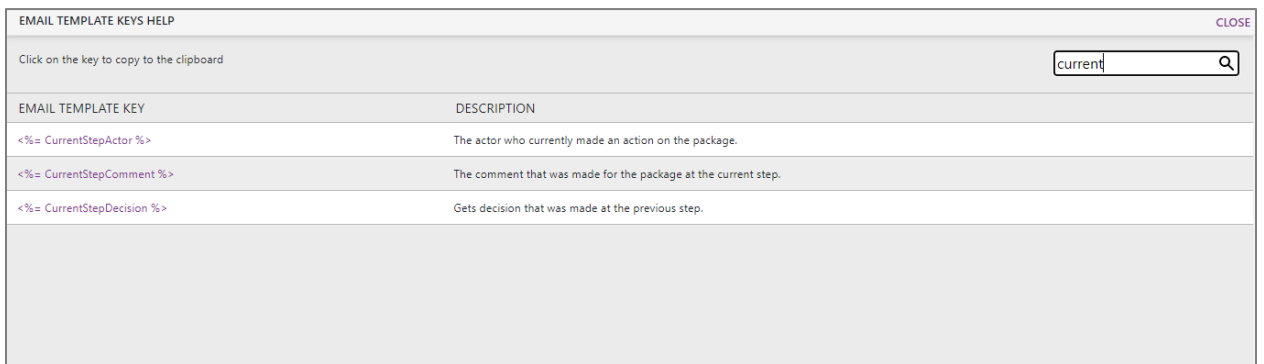 EMAIL TEMPLATE KEYS HELP
CLOSE
Click on the key to copy to the clipboard
current
EMAIL TEMPLATE KEY DESCRIPTION
<%= CurrentStepActor %> The actor who currently made an action on the package.
<%= CurrentStepComment %> The comment that was made for the package at the current step.
<%= CurrentStepDecision %> Gets decision that was made at the previous step.